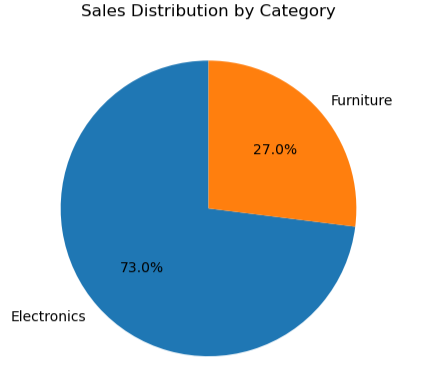 Sales Distribution by Category
Furniture
27.0%
73.0%
Electronics